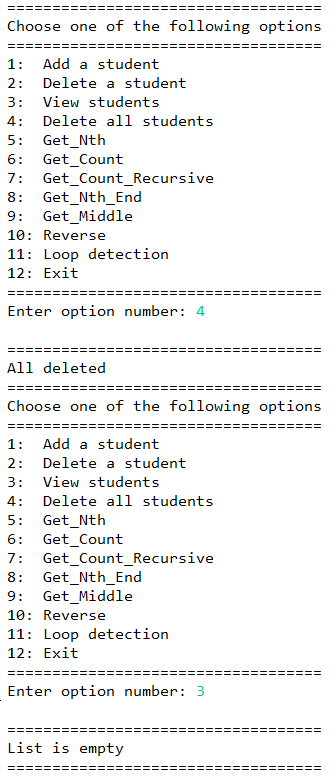 ===================================
Choose one of the following options
===================================
1:  Add a student
2:  Delete a student
3:  View students
4:  Delete all students
5:  Get_Nth
6:  Get_Count
7:  Get_Count_Recursive
8:  Get_Nth_End
9:  Get_Middle
10: Reverse
11: Loop detection
12: Exit
===================================
Enter option number: 4

===================================
All deleted
===================================
Choose one of the following options
===================================
1:  Add a student
2:  Delete a student
3:  View students
4:  Delete all students
5:  Get_Nth
6:  Get_Count
7:  Get_Count_Recursive
8:  Get_Nth_End
9:  Get_Middle
10: Reverse
11: Loop detection
12: Exit
===================================
Enter option number: 3

===================================
List is empty
===================================